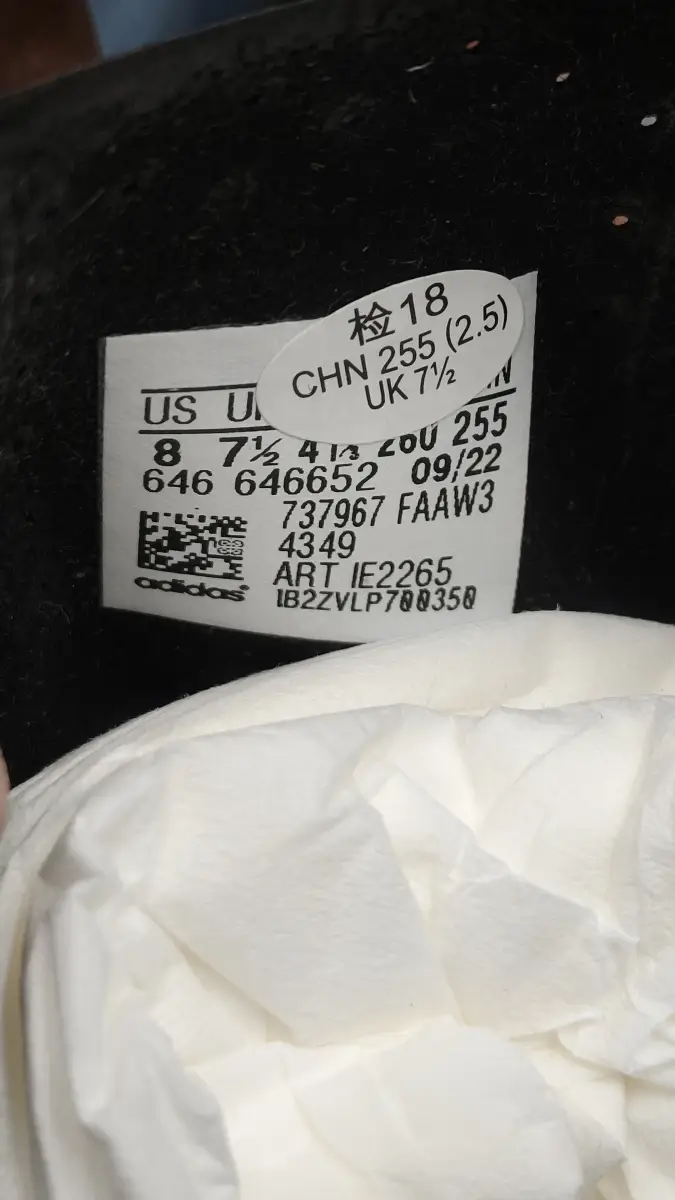 检18
CHN 255 (2.5)
UK 7½
US
8 7½ 41⅓ 260 255
646 646652 09/22
737967 FAAW3
4349
ART IE2265
adidas
1B2ZVLP700350